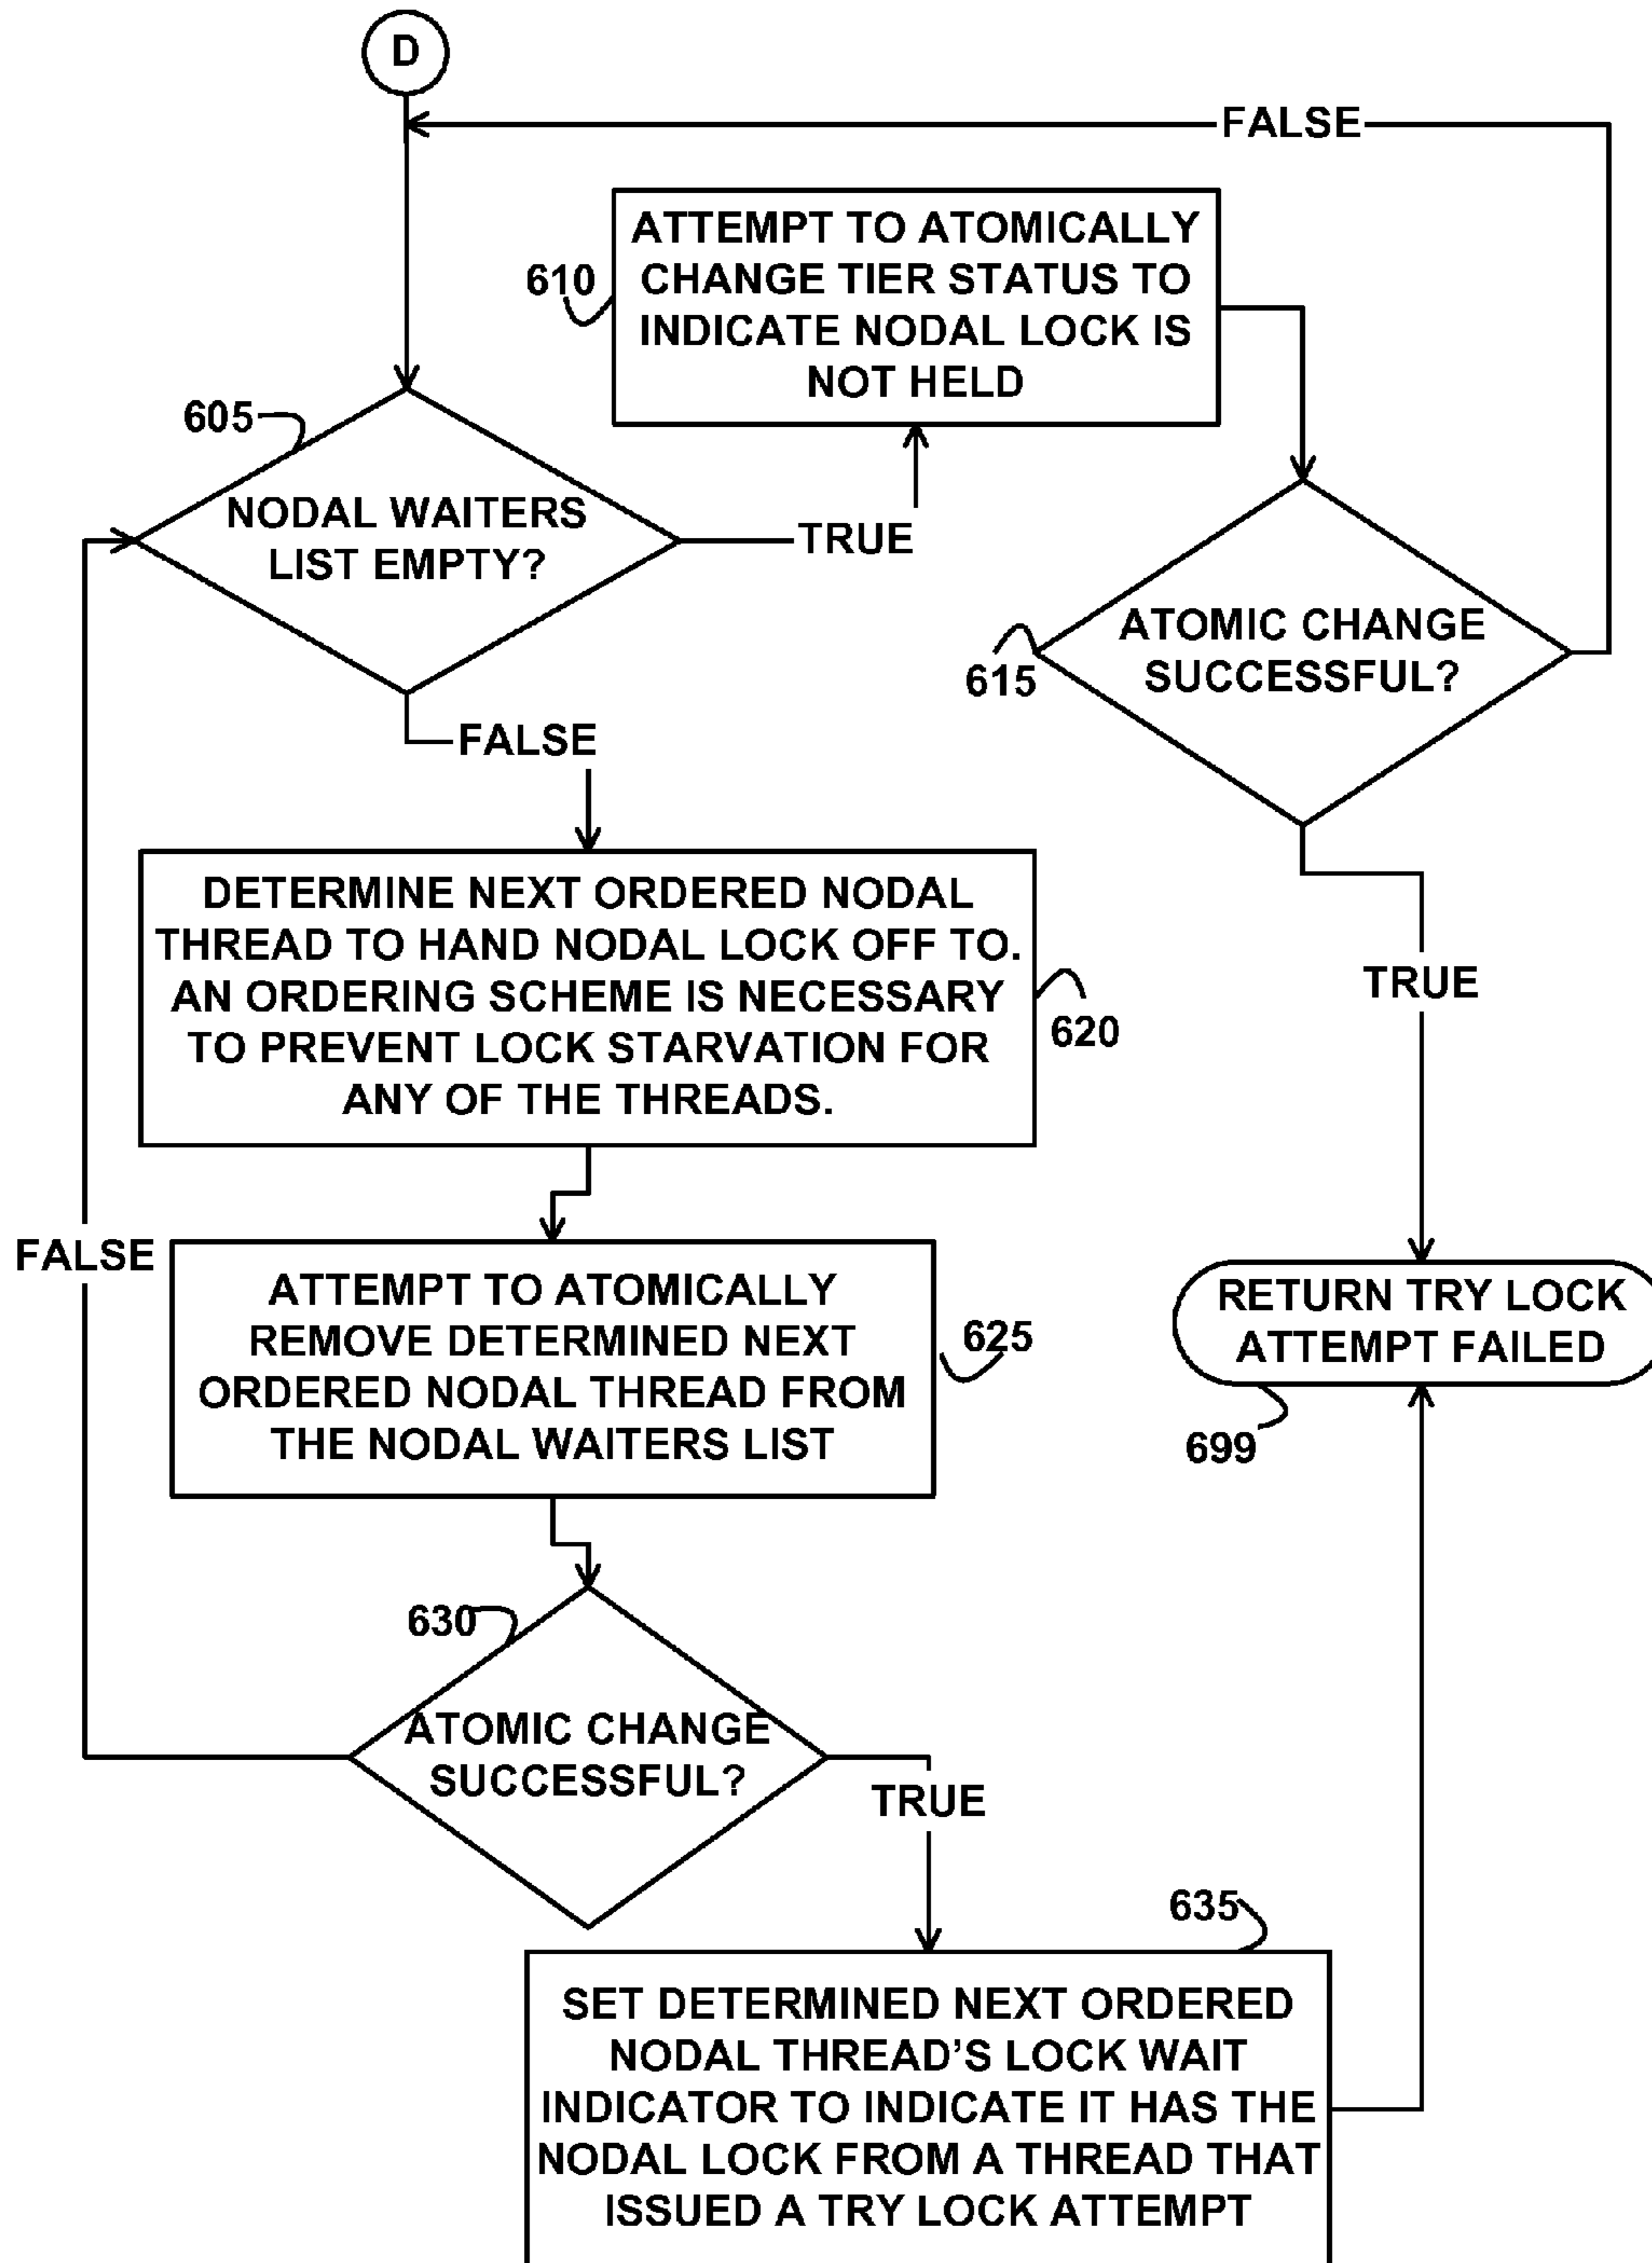 D
FALSE
ATTEMPT TO ATOMICALLY
CHANGE TIER STATUS TO
INDICATE NODAL LOCK IS
NOT HELD
610
605
NODAL WAITERS
LIST EMPTY?
TRUE
ATOMIC CHANGE
SUCCESSFUL?
615
FALSE
DETERMINE NEXT ORDERED NODAL
THREAD TO HAND NODAL LOCK OFF TO.
AN ORDERING SCHEME IS NECESSARY
TO PREVENT LOCK STARVATION FOR
ANY OF THE THREADS.
620
TRUE
FALSE
ATTEMPT TO ATOMICALLY
REMOVE DETERMINED NEXT
ORDERED NODAL THREAD FROM
THE NODAL WAITERS LIST
625
RETURN TRY LOCK
ATTEMPT FAILED
699
630
ATOMIC CHANGE
SUCCESSFUL?
TRUE
635
SET DETERMINED NEXT ORDERED
NODAL THREAD'S LOCK WAIT
INDICATOR TO INDICATE IT HAS THE
NODAL LOCK FROM A THREAD THAT
ISSUED A TRY LOCK ATTEMPT